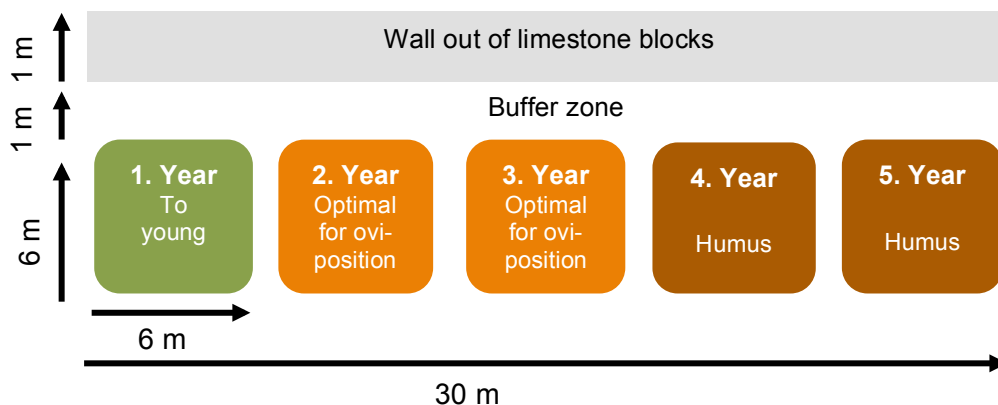 1 m
Wall out of limestone blocks
1 m
Buffer zone
6 m
1. Year
To
young
2. Year
Optimal
for ovi-
position
3. Year
Optimal
for ovi-
position
4. Year
Humus
5. Year
Humus
6 m
30 m